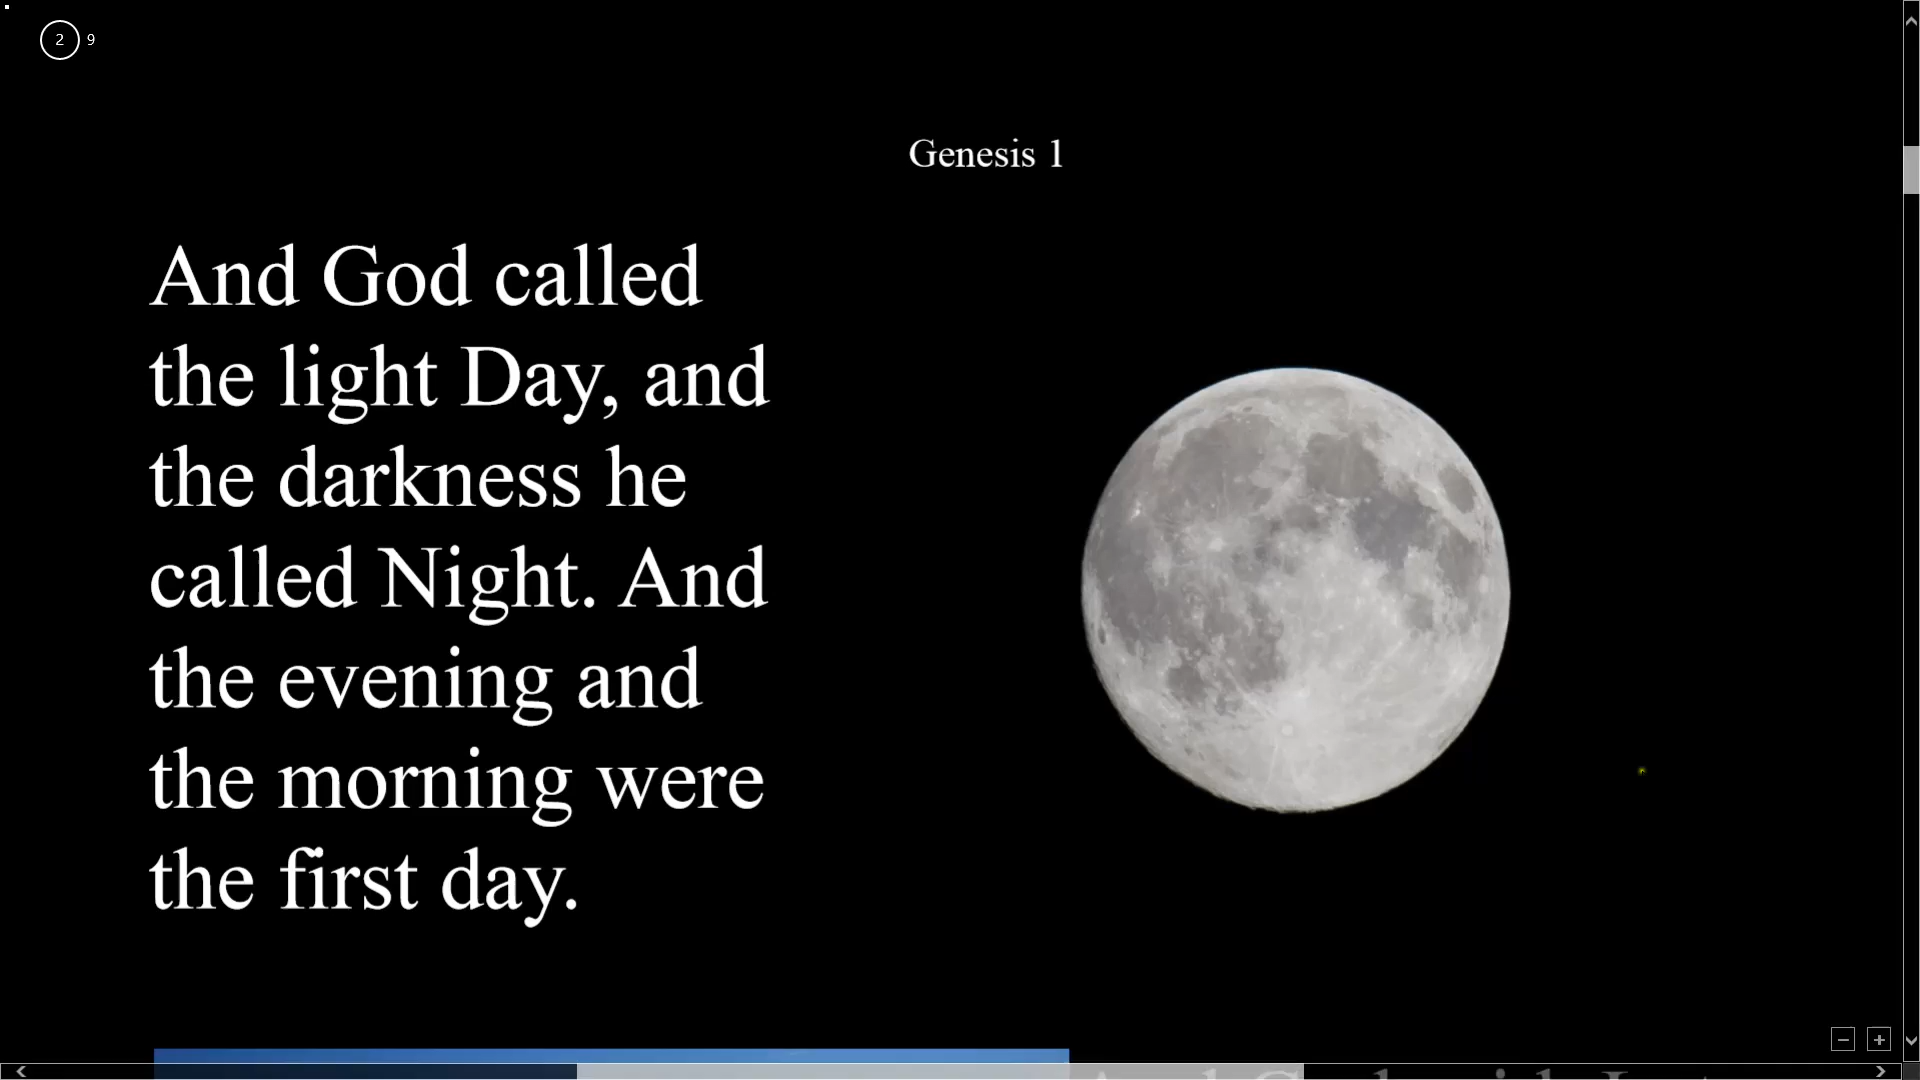 2 9
Genesis 1
And God called
the light Day, and
the darkness he
called Night. And
the evening and
the morning were
the first day.